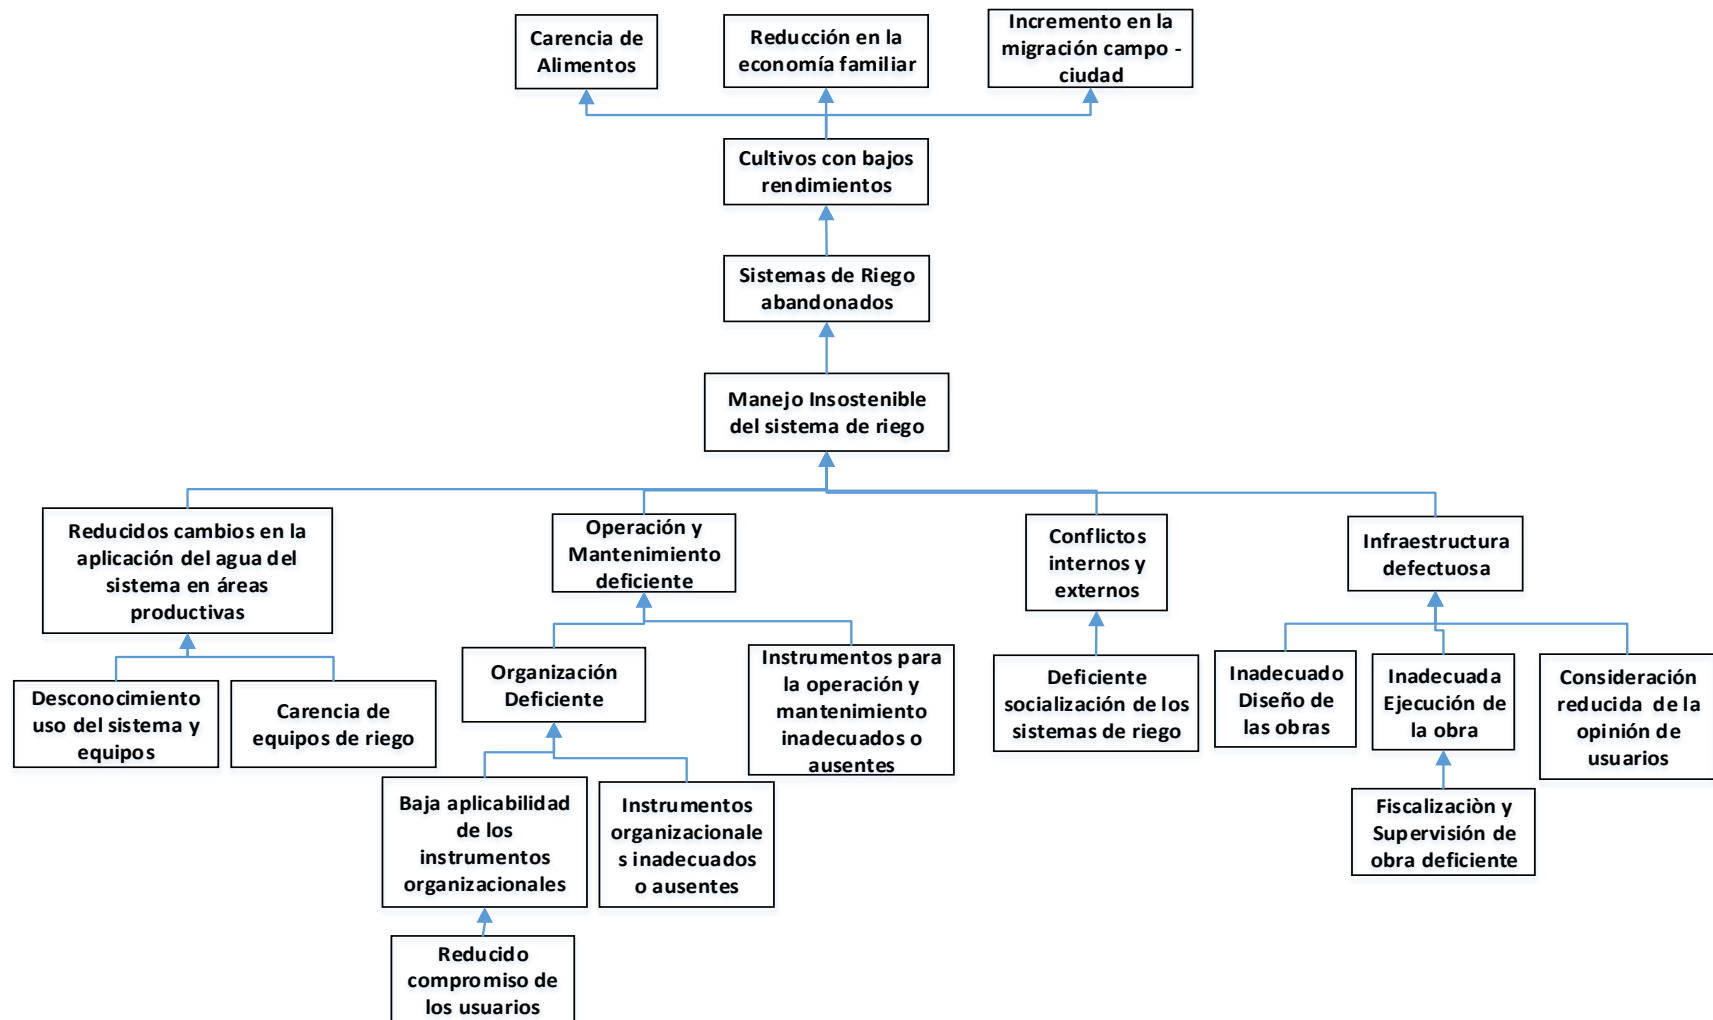 Carencia de
Alimentos
Reducción en la
economía familiar
Incremento en la
migración campo -
ciudad
Cultivos con bajos
rendimientos
Sistemas de Riego
abandonados
Manejo Insostenible
del sistema de riego
Reducidos cambios en la
aplicación del agua del
sistema en áreas
productivas
Operación y
Mantenimiento
deficiente
Conflictos
internos y
externos
Infraestructura
defectuosa
Desconocimiento
uso del sistema y
equipos
Carencia de
equipos de riego
Organización
Deficiente
Instrumentos para
la operación y
mantenimiento
inadecuados o
ausentes
Deficiente
socialización de los
sistemas de riego
Inadecuado
Diseño de
las obras
Inadecuada
Ejecución de
la obra
Consideración
reducida de la
opinión de
usuarios
Baja aplicabilidad
de los
instrumentos
organizacionales
Instrumentos
organizacionale
s inadecuados
o ausentes
Fiscalizaciòn y
Supervisión de
obra deficiente
Reducido
compromiso de
los usuarios